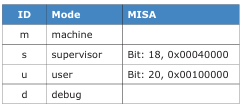 ID Mode MISA
m machine
s supervisor Bit: 18, 0x00040000
u user Bit: 20, 0x00100000
d debug